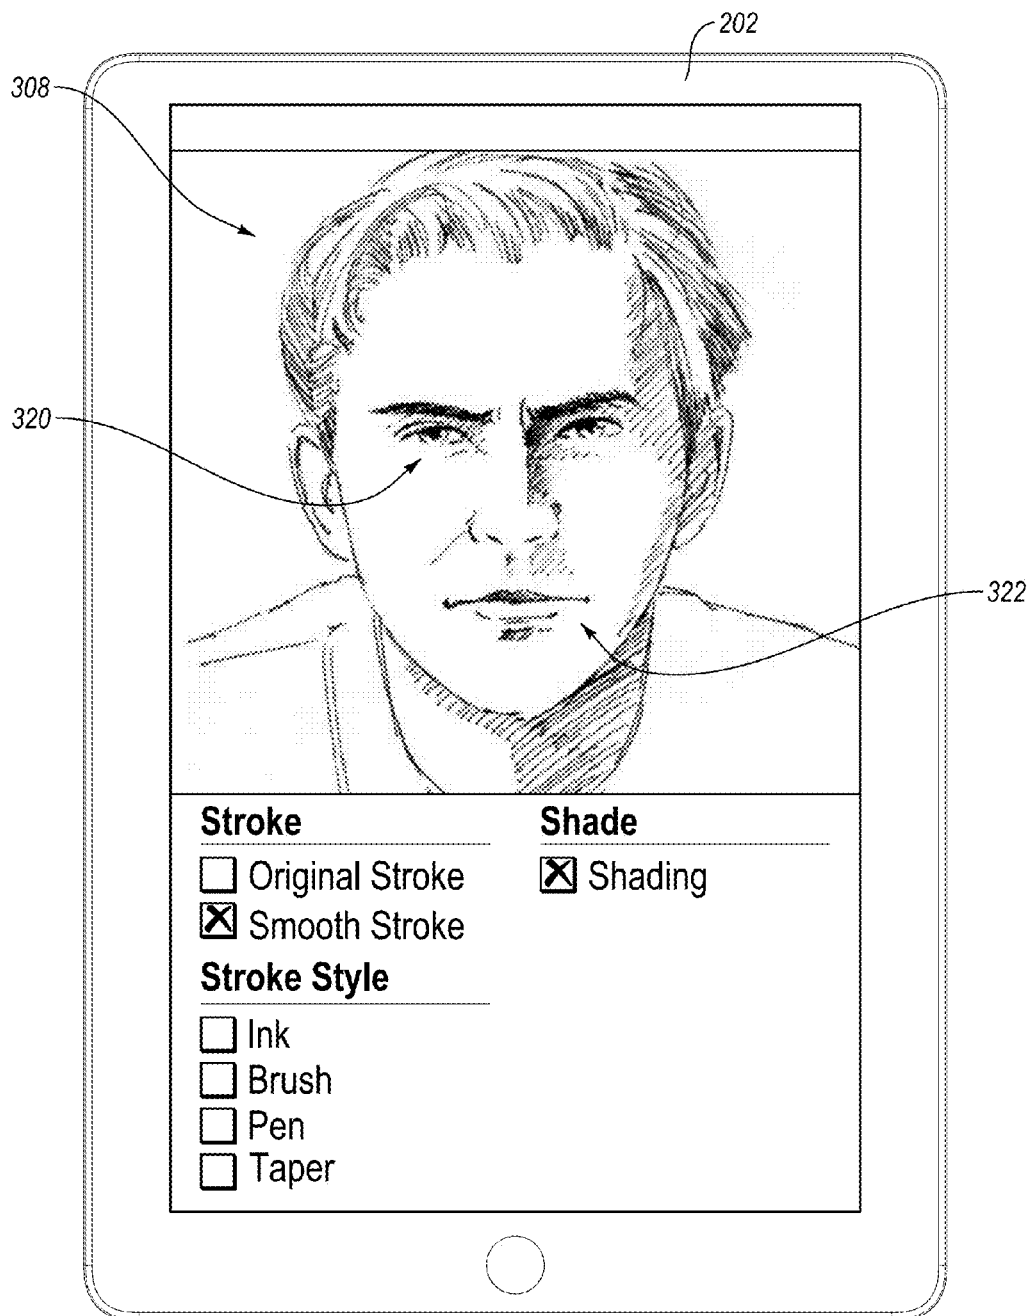 202
308
320
322
Stroke
Original Stroke
Smooth Stroke
Stroke Style
Ink
Brush
Pen
Taper
Shade
Shading